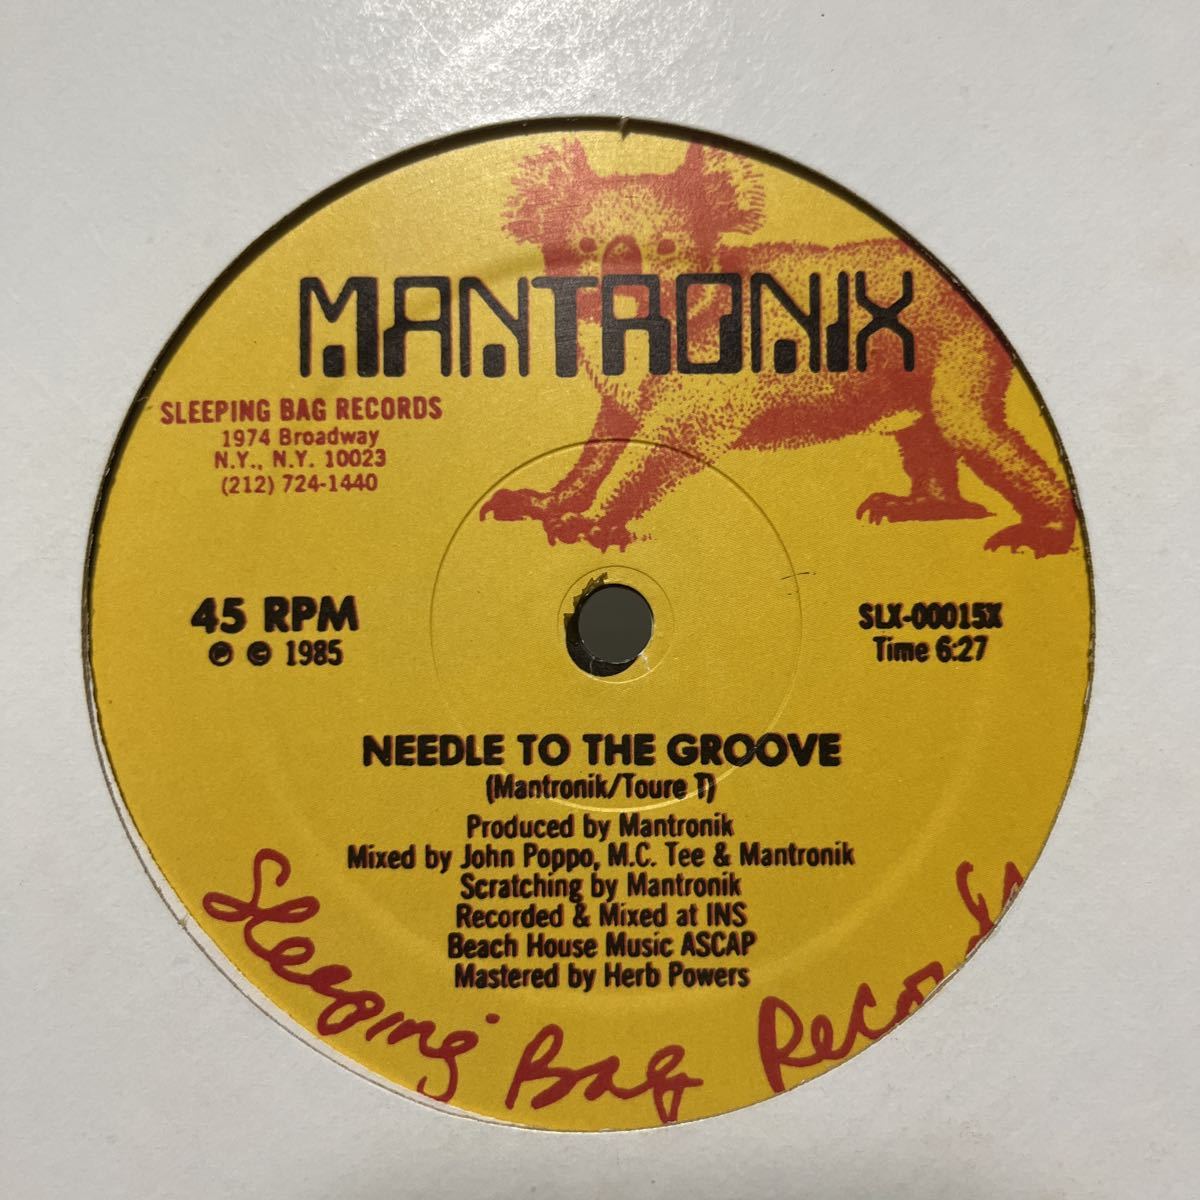 MANTRONIX
SLEEPING BAG RECORDS
1974 Broadway
N.Y., N.Y. 10023
(212) 724-1440
45 RPM
℗ © 1985
SLX-00015X
Time 6:27
NEEDLE TO THE GROOVE
(Mantronik/Toure T)
Produced by Mantronik
Mixed by John Poppo, M.C. Tee & Mantronik
Scratching by Mantronik
Recorded & Mixed at INS
Beach House Music ASCAP
Mastered by Herb Powers
Sleeping Bag Records